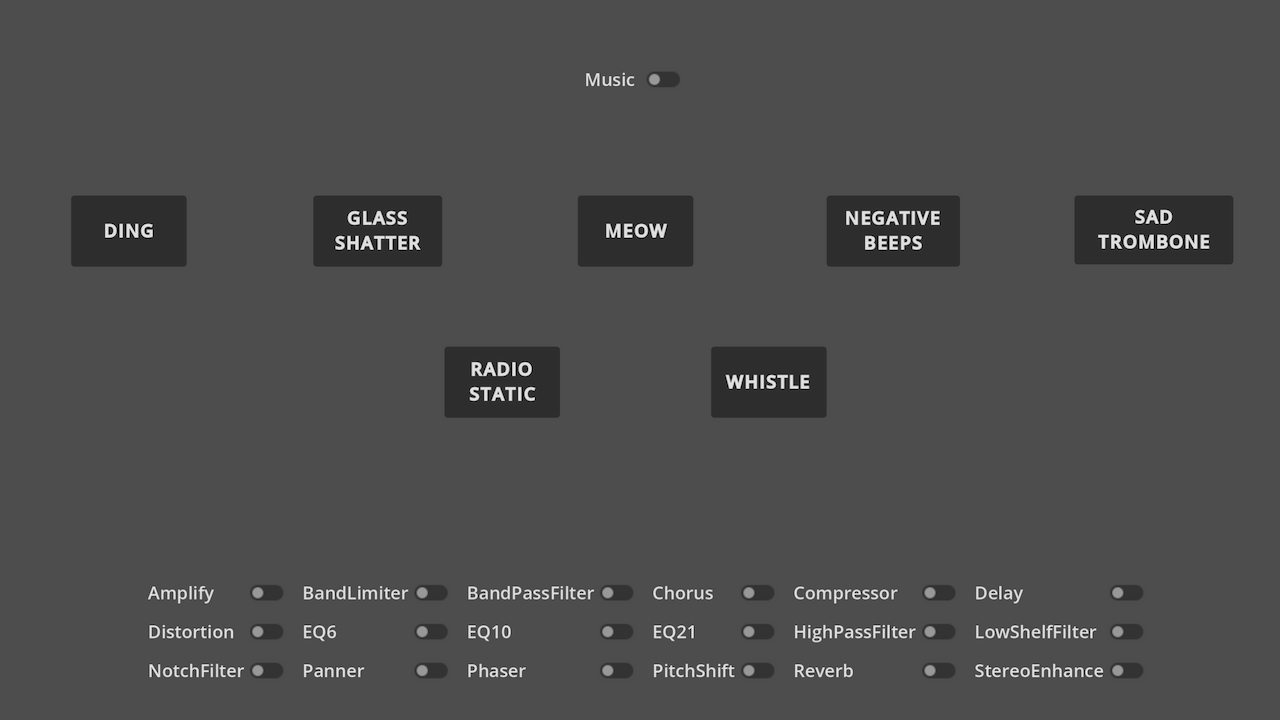 Music
DING
GLASS
SHATTER
MEOW
NEGATIVE
BEEPS
SAD
TROMBONE
RADIO
STATIC
WHISTLE
Amplify BandLimiter BandPassFilter Chorus Compressor Delay
Distortion EQ6 EQ10 EQ21 HighPassFilter LowShelfFilter
NotchFilter Panner Phaser PitchShift Reverb StereoEnhance